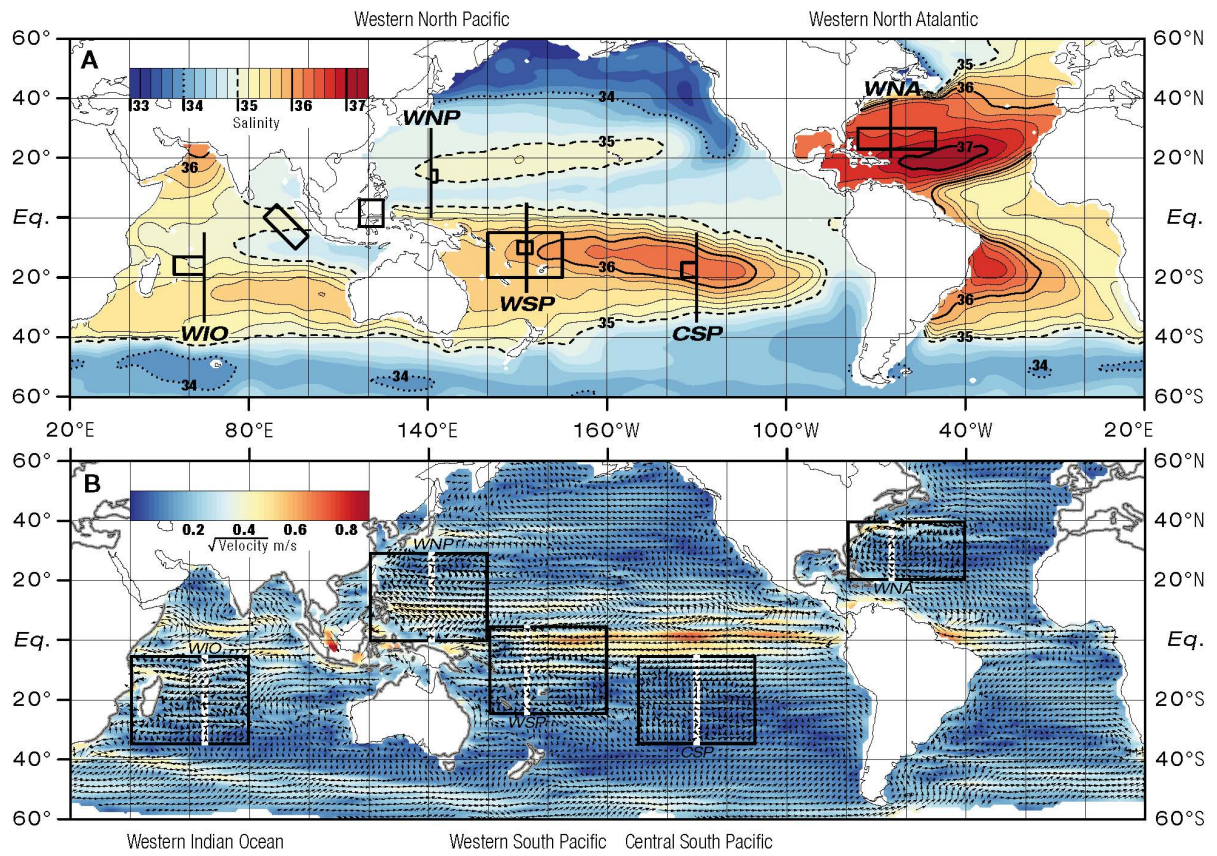 Western North Pacific Western North Atalantic
60° 60°N
A
33 34 35 36 37
Salinity
35
36
34
WNA
40° 40°N
WNP
35
37
36
20° 20°N
Eq. Eq.
36
20° 20°S
WSP
WIO CSP
35
36
35
40° 40°S
34 34 34
60° 60°S
20°E 80°E 140°E 160°W 100°W 40°W 20°E
60° 60°N
B
0.2 0.4 0.6 0.8
√Velocity m/s
40° 40°N
WNP
20° 20°N
WNA
Eq. Eq.
WIO
20° 20°S
WSP
CSP
40° 40°S
60° 60°S
Western Indian Ocean Western South Pacific Central South Pacific